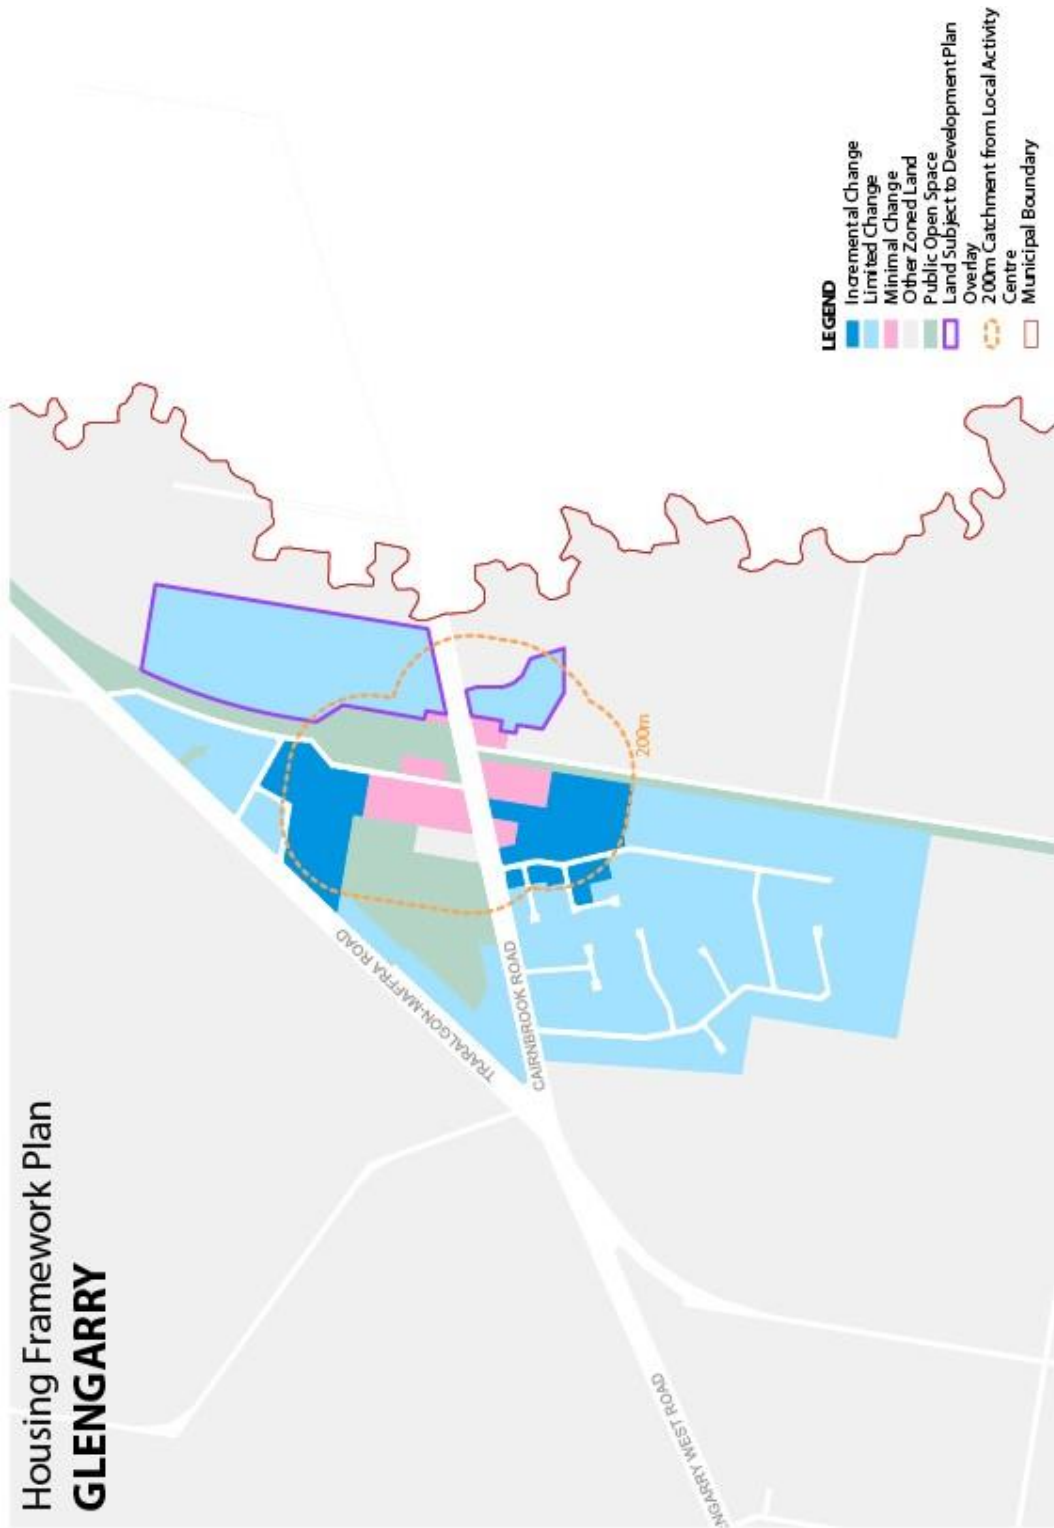 Housing Framework Plan
GLENGARRY
TRARALGON-MAFFRA ROAD
CAIRNBROOK ROAD
NGARRY WEST ROAD
200m
LEGEND
Incremental Change
Limited Change
Minimal Change
Other Zoned Land
Public Open Space
Land Subject to Development Plan
Overlay
200m Catchment from Local Activity
Centre
Municipal Boundary